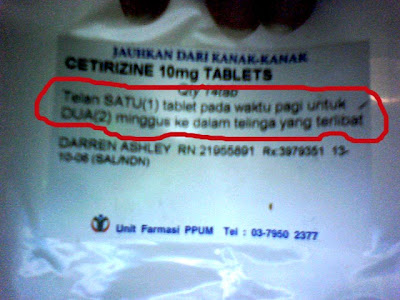 JAUHKAN DARI KANAK-KANAK
CETIRIZINE 10mg TABLETS
Qty 14tab
Telan SATU(1) tablet pada waktu pagi untuk
DUA(2) minggus ke dalam telinga yang terlibat
DARREN ASHLEY RN:21955891 Rx:3979351 13-
10-06 (SAL/NDN)
Unit Farmasi PPUM Tel : 03-7950 2377